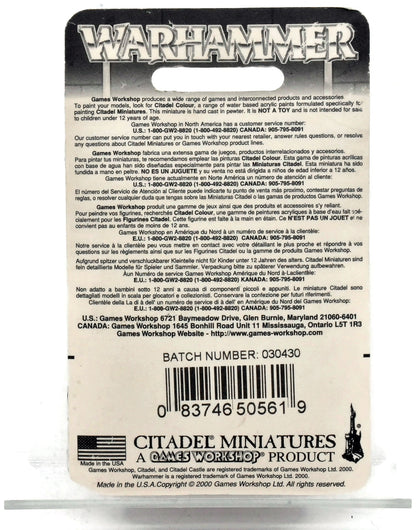 WARHAMMER
Games Workshop produces a wide range of games and interconnected products and accessories.
To paint your models, look for Citadel Colour, a range of water based acrylic paints formulated specifically for
painting Citadel Miniatures. This miniature is hand cast in pewter. It is NOT A TOY and is not intended for sale
to children under 12 years of age.
Games Workshop in North America has a customer service number:
U.S.: 1-800-GW2-8820 (1-800-492-8820) CANADA: 905-795-8091
Our customer service number can put you in touch with your nearest retailer, answer rules questions, or resolve
any questions about Citadel Miniatures or Games Workshop product lines.
Games Workshop fabrica una extensa gama de juegos, productos interrelacionados y accesorios.
Para pintar tus miniaturas, te recomendamos emplear las pinturas Citadel Colour. Esta gama de pinturas acrílicas
con base de agua han sido diseñadas especialmente para pintar las Miniaturas Citadel. Esta miniatura ha sido
fundida a mano en peltre. NO ES UN JUGUETE y su venta no está dirigida a niños de edad inferior a 12 años.
Games Workshop tiene actualmente en Norte América un número de atención al cliente:
E.U.: 1-800-GW2-8820 (1-800-492-8820) CANADA: 905-795-8091
El número del Servicio de Atención al Cliente puede indicarte tu punto de venta más proximo, contestar preguntas de
reglas, o resolver cualquier duda que tengas sobre las Miniaturas Citadel o las gamas de productos Games Workshop.
Games Workshop produit une gamme de jeux ainsi que des produits et accessoires s'y reliant.
Pour peindre vos figurines, recherchez Citadel Colour, une gamme de peintures acryliques à base d'eau fait spé-
cialement pour les Figurines Citadel. Cette figurine est faite à la main en étain. Ce N'EST PAS UN JOUET et ne
convient pas au enfants de moins de 12 ans.
Games Workshop en Amérique du Nord a un numéro de service à la clientèle:
É-U.: 1-800-GW2-8820 (1-800-492-8820) CANADA: 905-795-8091
Notre service à la clientèle peu vous mettre en contact avec votre détaillant le plus proche et répondre à vos
questions sur les règlements ainsi que sur les Figurines Citadel ou la gamme de produits Games Workshop.
Aufgrund spitzer und verschluckbarer Kleinteile nicht für Kinder unter 12 Jahren den alters. Citadel Miniaturen sind
fein detailierte Modelle für Spieler und Sammler. Verpackung bitte zu späterer Verwendung aufbewahren.
Àun Numéro de service Games Workshop Amérique du Nord à-Laclientèle:
E.U.: 1-800-GW2-8820 (1-800-492-8820) CANADA: 905-795-8091
Non adatto a bambini sotto 12 anni a causa di component piccoli e appuniti. Le miniature Citadel sono
dettagliati modelli in scala per giocatori e collezionisti. Conservare la confezione per futuri riferimenti.
Clientèle della La di à dell' un numéro de service di à dell' en Amérique du Nord del Games Workshop:
E.U.: 1-800-GW2-8820 (1-800-492-8820) CANADA: 905-795-8091
U.S.: Games Workshop 6721 Baymeadow Drive, Glen Burnie, Maryland 21060-6401
CANADA: Games Workshop 1645 Bonhill Road Unit 11 Mississauga, Ontario L5T 1R3
Games Workshop Website - http://www.games-workshop.com
BATCH NUMBER: 030430
0 83746 50561 9
CITADEL MINIATURES
A GAMES WORKSHOP PRODUCT
Made in the USA
Games Workshop, Citadel, and Citadel Castle are registered trademarks of Games Workshop Ltd. 2000.
Warhammer is a registered trademark of Games Workshop Ltd. 2000.
Made in the U.S.A. Copyright © 2000 Games Workshop Ltd. All rights reserved.